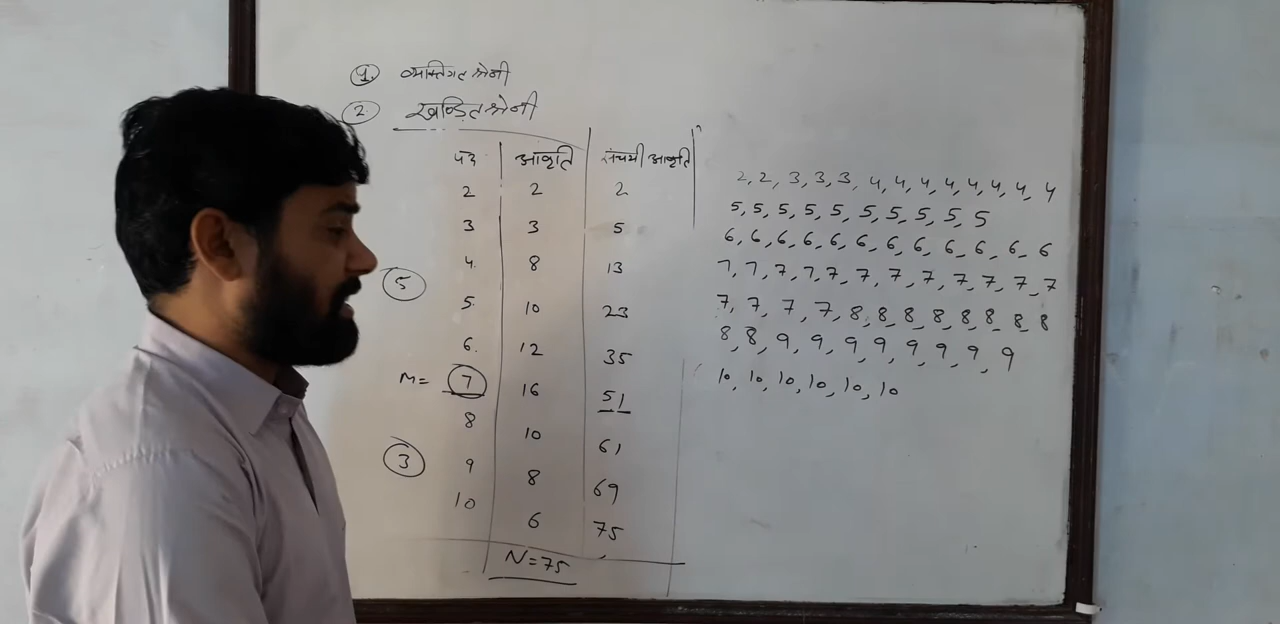 1. व्यक्तिगत श्रेणी
2. खण्डित श्रेणी
पद आवृति संचयी आवृति
2 2 2
3 3 5
4. 8 13
5
5. 10 23
6. 12 35
M= 7 16 51
8 10 61
3
9 8 69
10 6 75
N=75
2, 2, 3, 3, 3, 4, 4, 4, 4, 4, 4, 4, 4
5, 5, 5, 5, 5, 5, 5, 5, 5, 5
6, 6, 6, 6, 6, 6, 6, 6, 6, 6, 6, 6
7, 7, 7, 7, 7, 7, 7, 7, 7, 7, 7, 7
7, 7, 7, 7, 8, 8, 8, 8, 8, 8, 8, 8
8, 8, 9, 9, 9, 9, 9, 9, 9, 9
10, 10, 10, 10, 10, 10